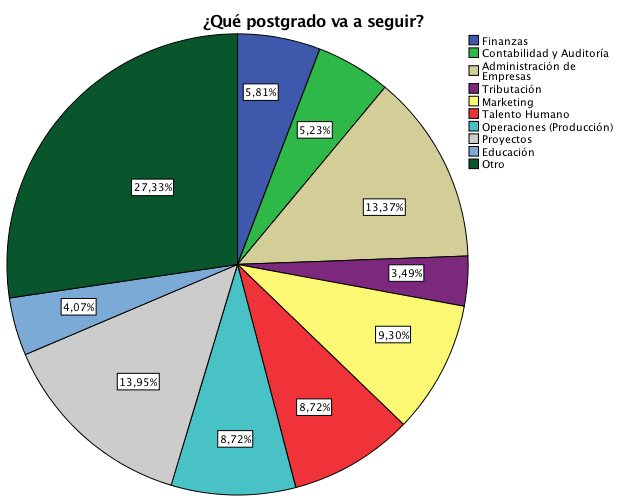 ¿Qué postgrado va a seguir?
Finanzas
Contabilidad y Auditoría
Administración de
Empresas
Tributación
Marketing
Talento Humano
Operaciones (Producción)
Proyectos
Educación
Otro
5,81%
5,23%
13,37%
3,49%
9,30%
8,72%
8,72%
13,95%
4,07%
27,33%